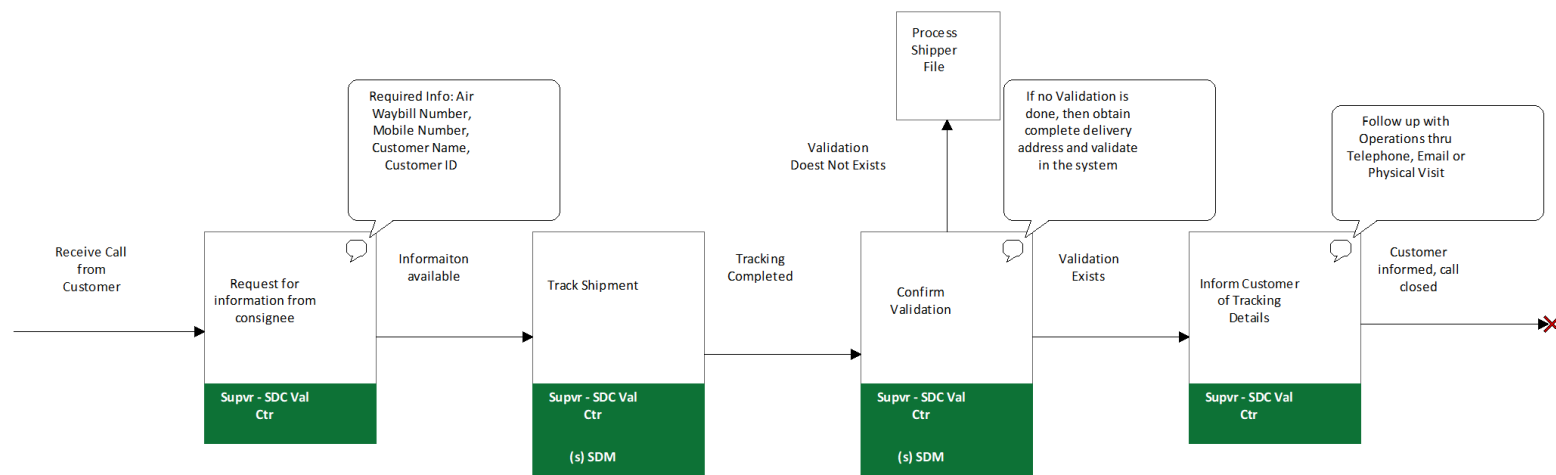 Process
Shipper
File
Required Info: Air
Waybill Number,
Mobile Number,
Customer Name,
Customer ID
If no Validation is
done, then obtain
complete delivery
address and validate
in the system
Follow up with
Operations thru
Telephone, Email or
Physical Visit
Validation
Doest Not Exists
Receive Call
from
Customer
Request for
information from
consignee
Supvr - SDC Val
Ctr
Informaiton
available
Track Shipment
Supvr - SDC Val
Ctr
(s) SDM
Tracking
Completed
Confirm
Validation
Supvr - SDC Val
Ctr
(s) SDM
Validation
Exists
Inform Customer
of Tracking
Details
Supvr - SDC Val
Ctr
Customer
informed, call
closed